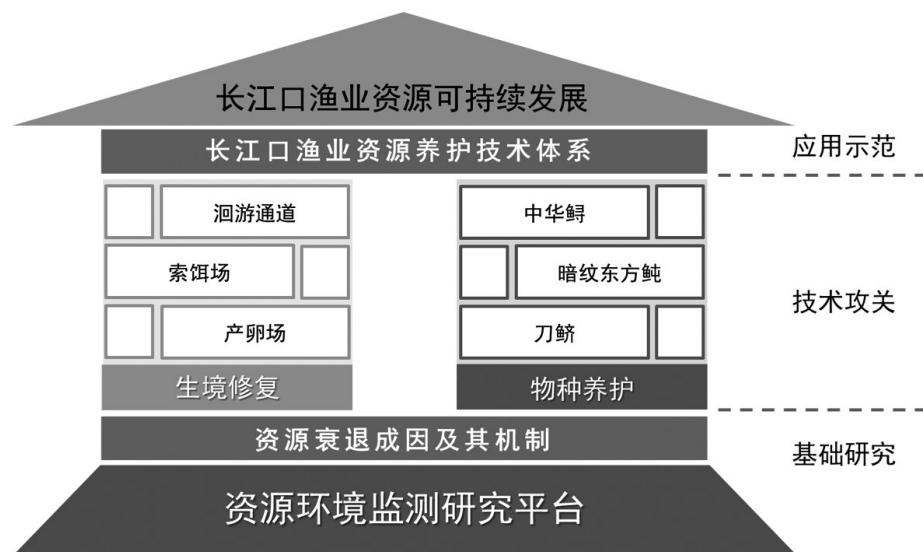 长江口渔业资源可持续发展
长江口渔业资源养护技术体系
应用示范
洄游通道
中华鲟
索饵场
暗纹东方鲀
技术攻关
产卵场
刀鲚
生境修复
物种养护
资源衰退成因及其机制
基础研究
资源环境监测研究平台